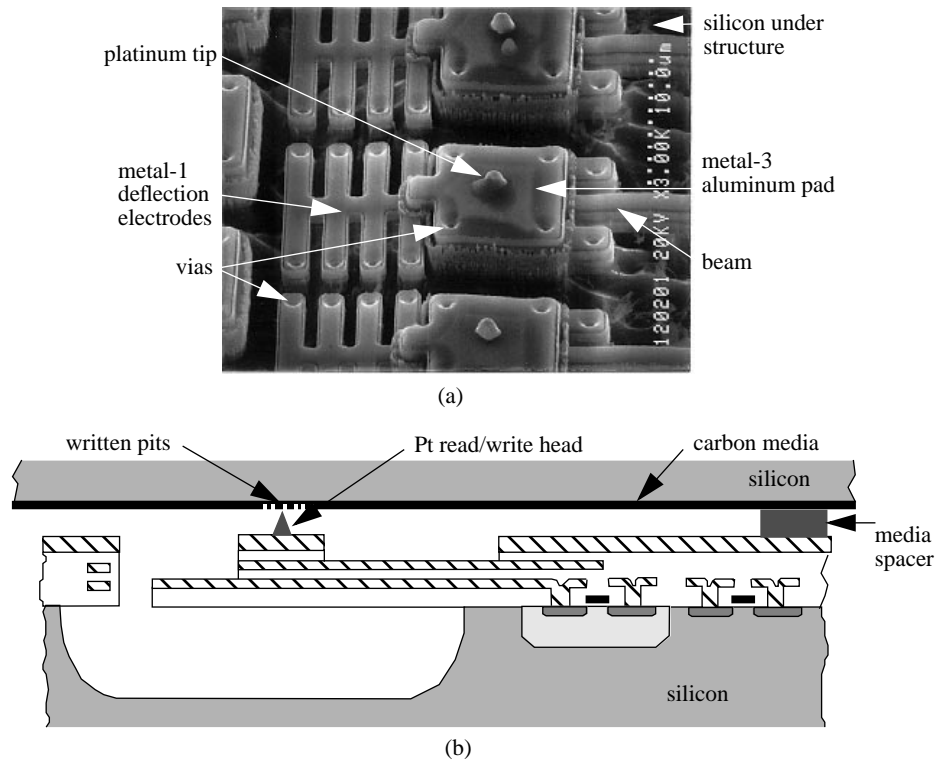 silicon under
structure
platinum tip
metal-1
deflection
electrodes
metal-3
aluminum pad
vias
beam
120201 20KV X3.00K 10.0um
(a)
written pits
Pt read/write head
carbon media
silicon
media
spacer
silicon
(b)